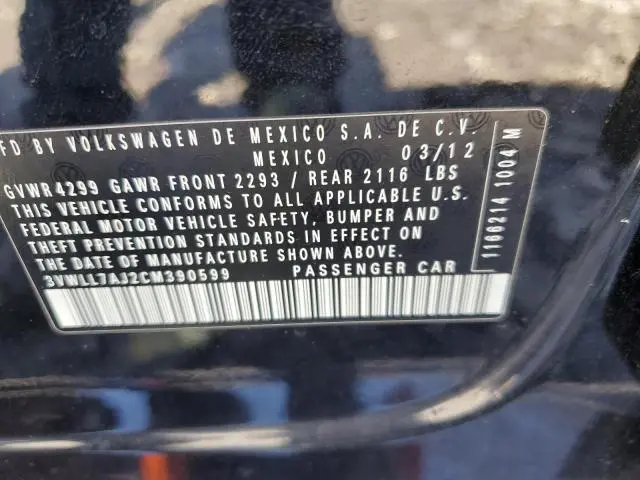 FD BY VOLKSWAGEN DE MEXICO S.A. DE C.V.
MEXICO 03/12
GVWR4299 GAWR FRONT 2293 / REAR 2116 LBS
THIS VEHICLE CONFORMS TO ALL APPLICABLE U.S.
FEDERAL MOTOR VEHICLE SAFETY, BUMPER AND
THEFT PREVENTION STANDARDS IN EFFECT ON
THE DATE OF MANUFACTURE SHOWN ABOVE.
3VWLL7AJ2CM390599 PASSENGER CAR
1166214 1004 M